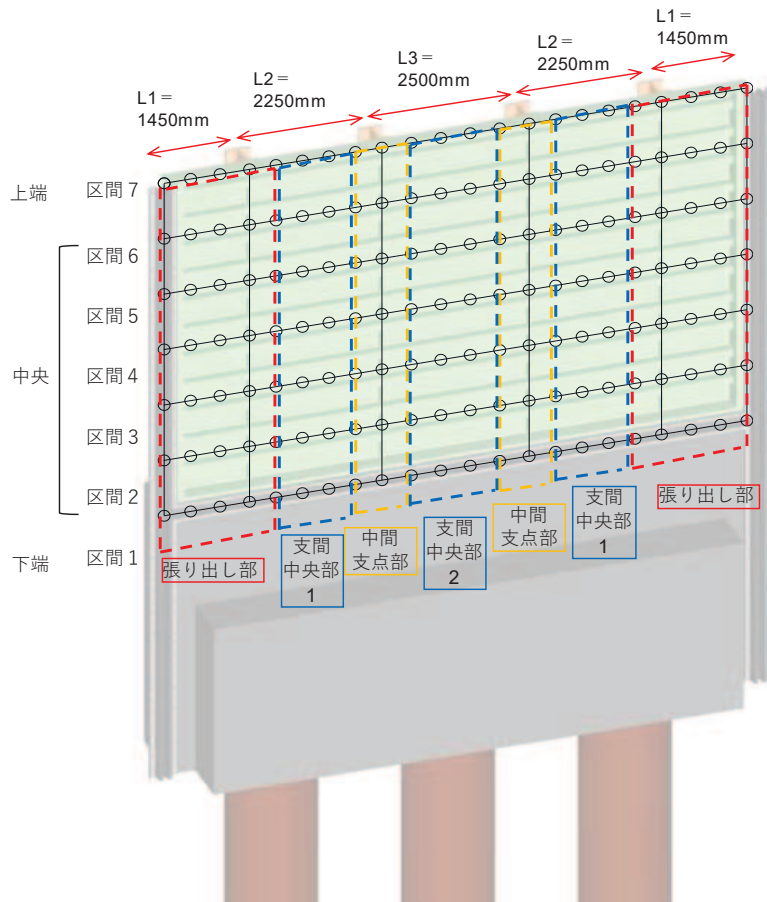 L1＝
1450mm
L2＝
2250mm
L3＝
2500mm
L2＝
2250mm
L1＝
1450mm
上端
区間７
中央
区間６
区間５
区間４
区間３
区間２
下端
区間１
張り出し部
支間
中央部
1
中間
支点部
支間
中央部
2
中間
支点部
支間
中央部
1
張り出し部